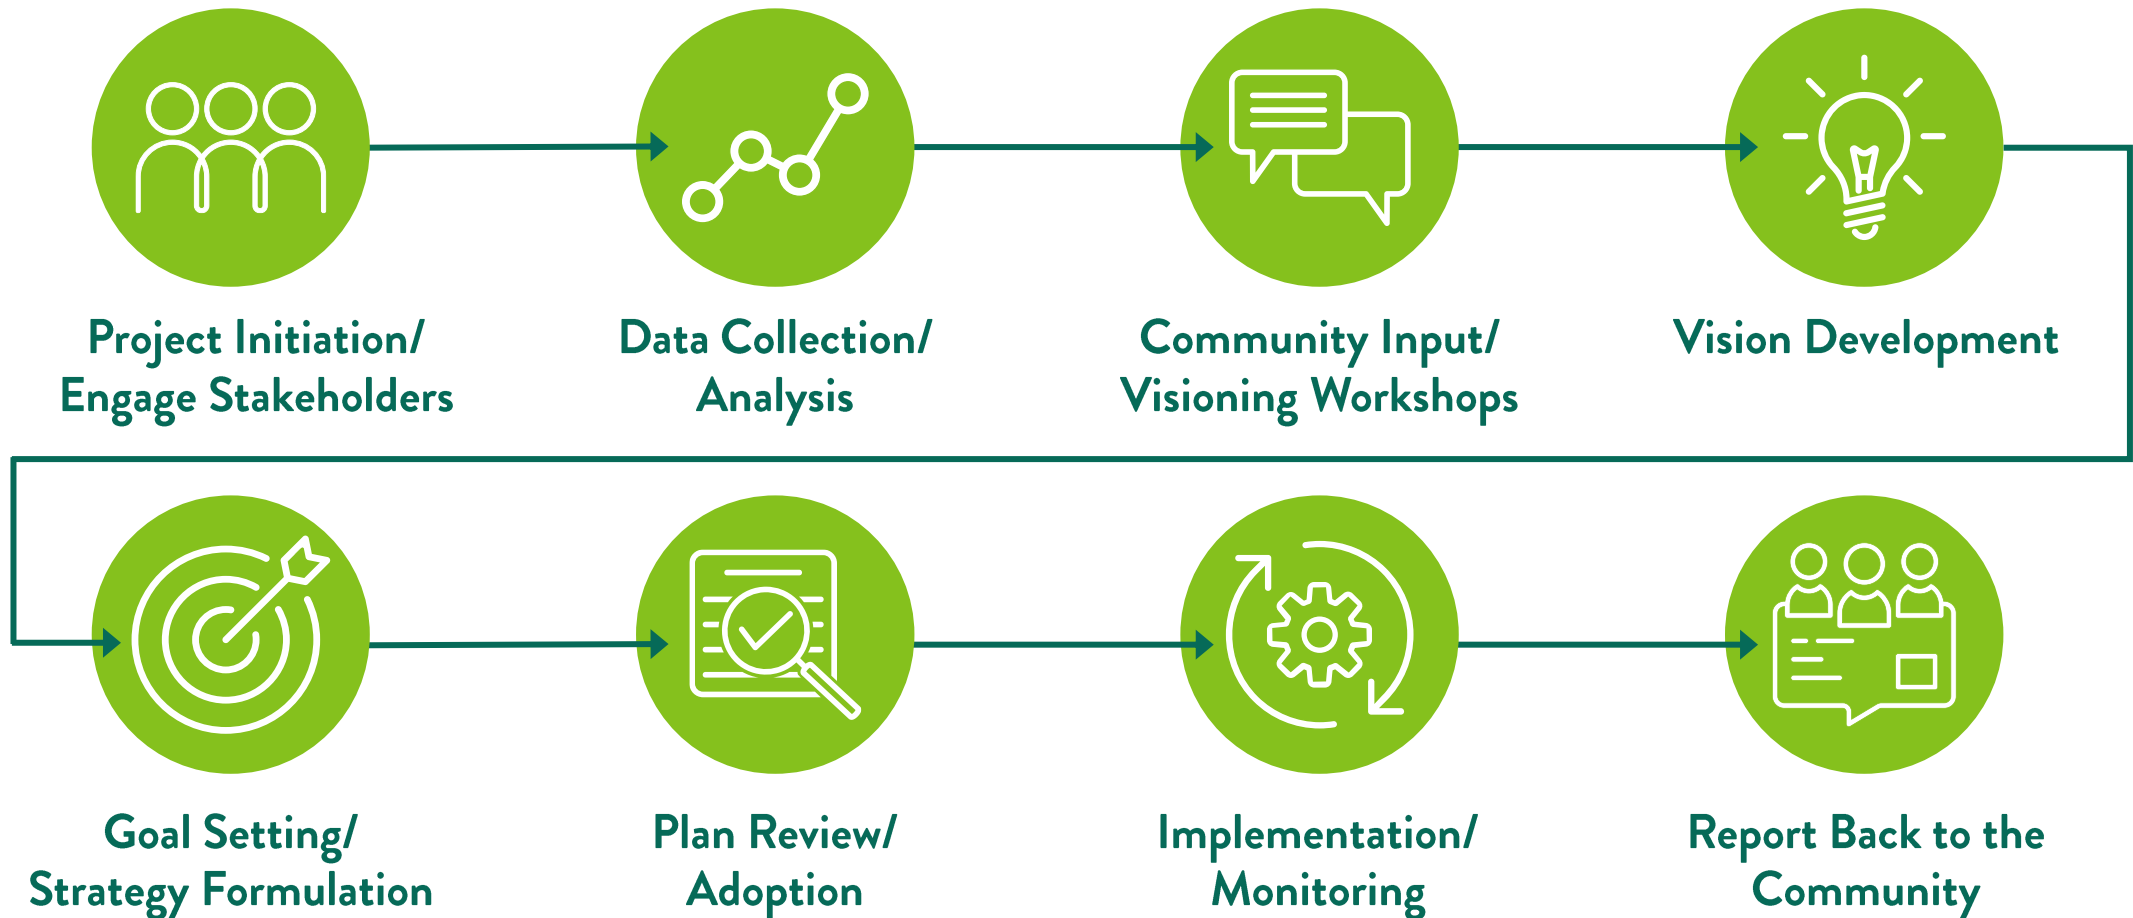 Project Initiation/
Engage Stakeholders
Data Collection/
Analysis
Community Input/
Visioning Workshops
Vision Development
Goal Setting/
Strategy Formulation
Plan Review/
Adoption
Implementation/
Monitoring
Report Back to the
Community